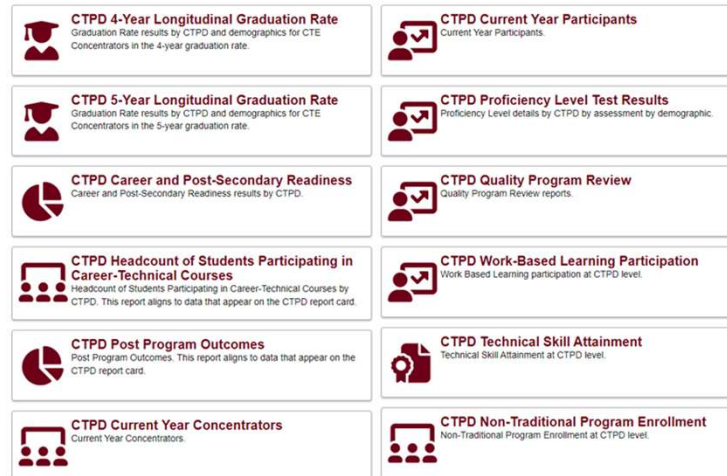 CTPD 4-Year Longitudinal Graduation Rate
Graduation Rate results by CTPD and demographics for CTE
Concentrators in the 4-year graduation rate.
CTPD 5-Year Longitudinal Graduation Rate
Graduation Rate results by CTPD and demographics for CTE
Concentrators in the 5-year graduation rate.
CTPD Career and Post-Secondary Readiness
Career and Post-Secondary Readiness results by CTPD.
CTPD Headcount of Students Participating in
Career-Technical Courses
Headcount of Students Participating in Career-Technical Courses by
CTPD. This report aligns to data that appear on the CTPD report card.
CTPD Post Program Outcomes
Post Program Outcomes. This report aligns to data that appear on the
CTPD report card.
CTPD Current Year Concentrators
Current Year Concentrators.
CTPD Current Year Participants
Current Year Participants.
CTPD Proficiency Level Test Results
Proficiency Level details by CTPD by assessment by demographic.
CTPD Quality Program Review
Quality Program Review reports.
CTPD Work-Based Learning Participation
Work Based Learning participation at CTPD level.
CTPD Technical Skill Attainment
Technical Skill Attainment at CTPD level.
CTPD Non-Traditional Program Enrollment
Non-Traditional Program Enrollment at CTPD level.